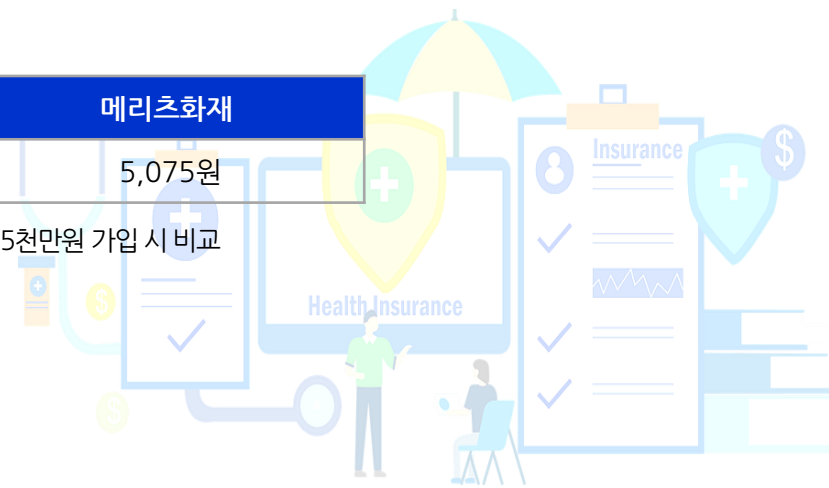 메리츠화재
5,075원
5천만원 가입 시 비교
Insurance
Health Insurance
$
$
$